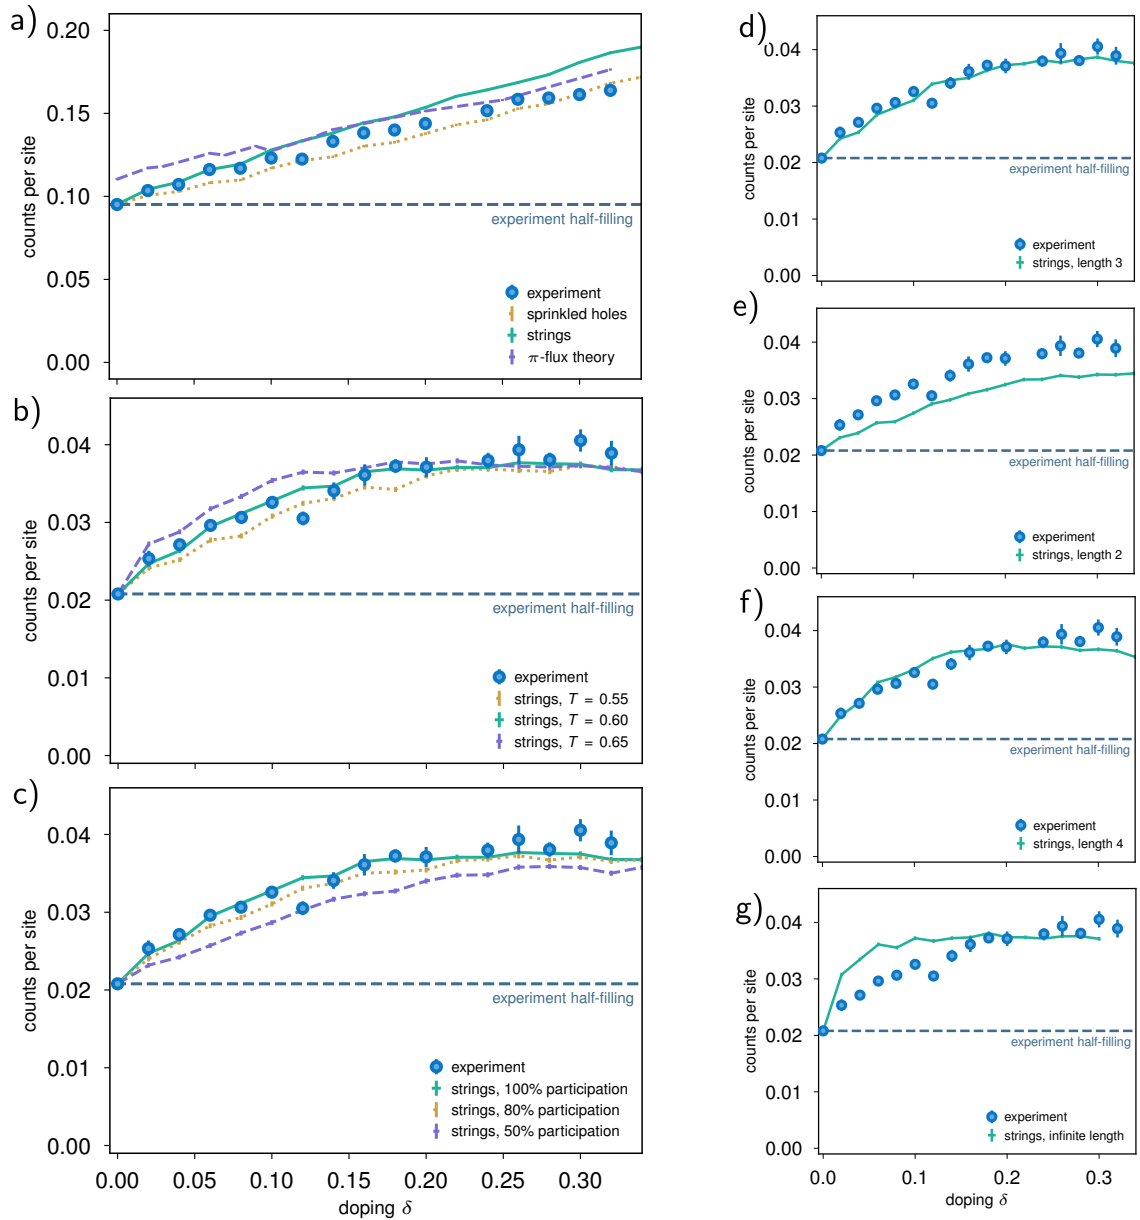 a)
0.20
0.15
0.10
0.05
0.00
counts per site
experiment half-filling
experiment
sprinkled holes
strings
π-flux theory
b)
0.04
0.03
0.02
0.01
0.00
counts per site
experiment half-filling
experiment
strings, T = 0.55
strings, T = 0.60
strings, T = 0.65
c)
0.04
0.03
0.02
0.01
0.00
counts per site
experiment half-filling
experiment
strings, 100% participation
strings, 80% participation
strings, 50% participation
0.00 0.05 0.10 0.15 0.20 0.25 0.30
doping δ
d)
0.04
0.03
0.02
0.01
0.00
counts per site
experiment half-filling
experiment
strings, length 3
e)
0.04
0.03
0.02
0.01
0.00
counts per site
experiment half-filling
experiment
strings, length 2
f)
0.04
0.03
0.02
0.01
0.00
counts per site
experiment half-filling
experiment
strings, length 4
g)
0.04
0.03
0.02
0.01
0.00
counts per site
experiment half-filling
experiment
strings, infinite length
0.0 0.1 0.2 0.3
doping δ